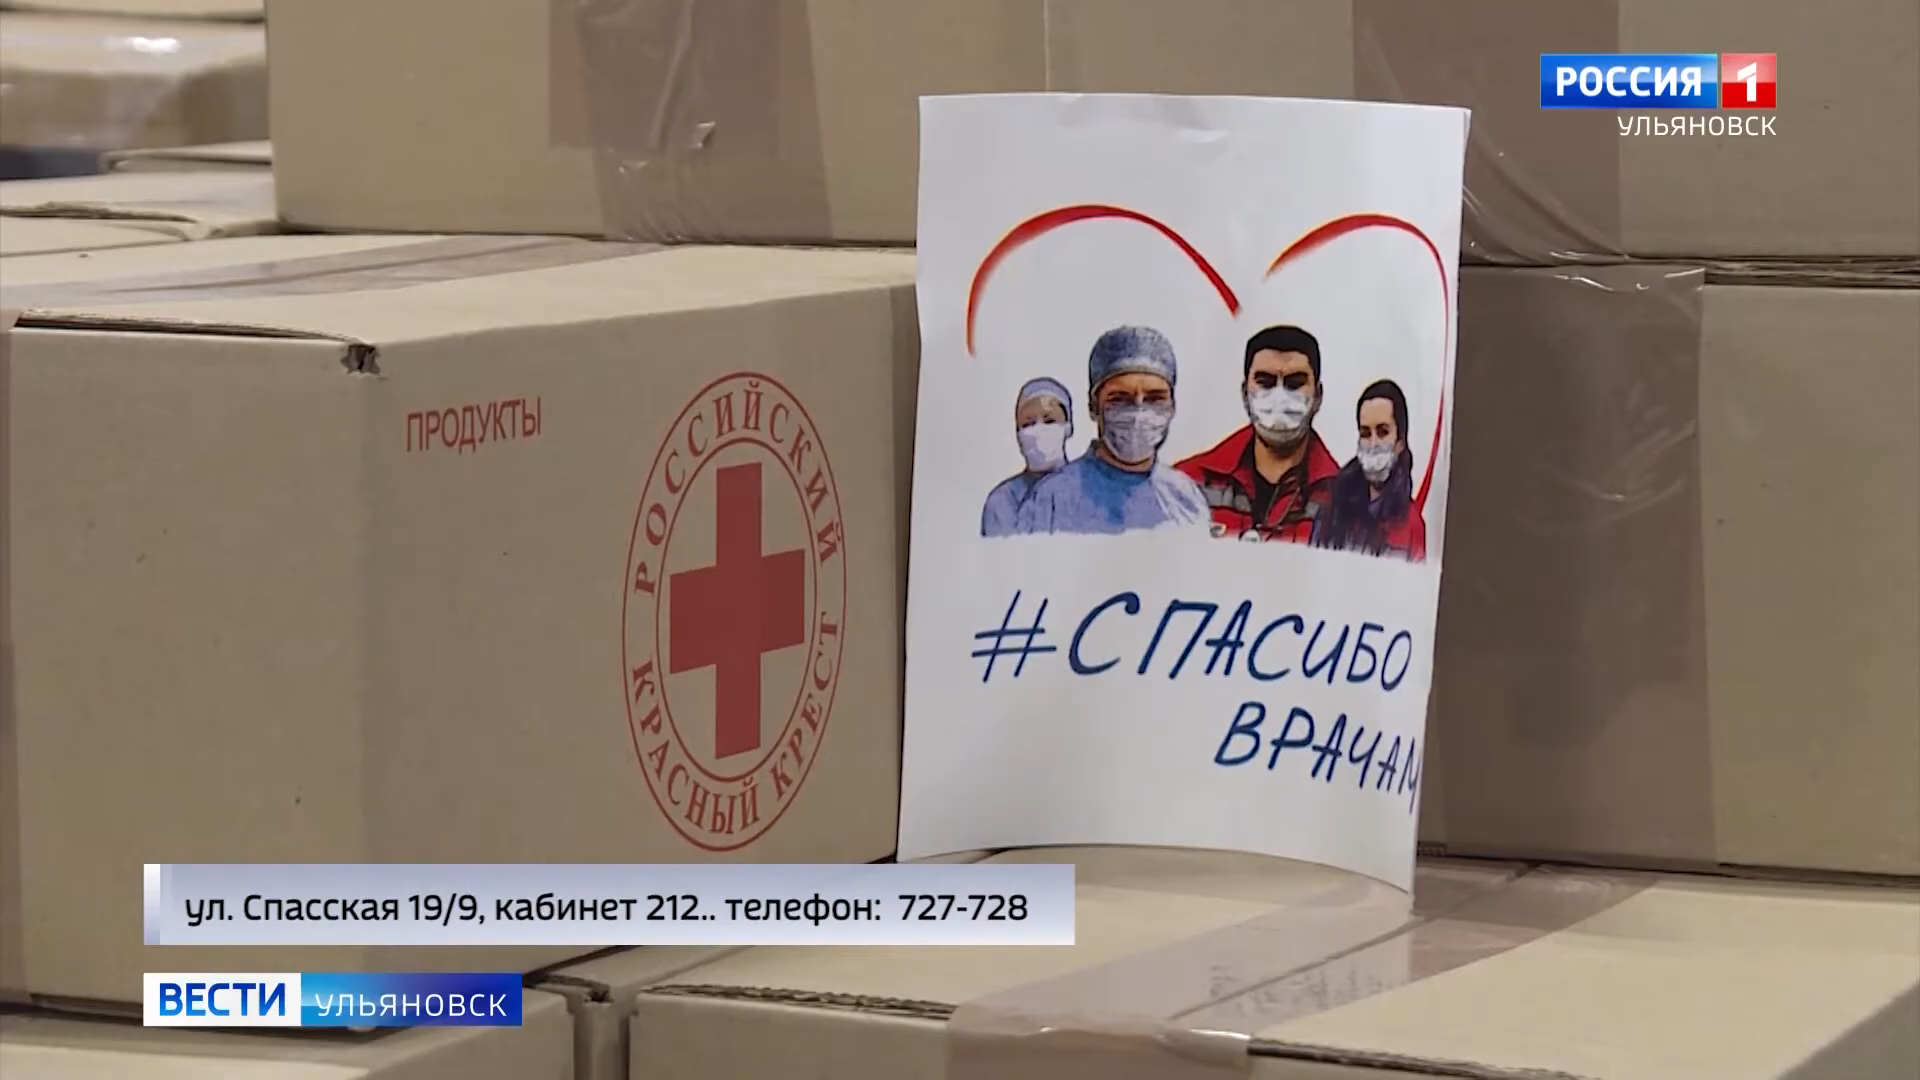 РОССИЯ 1
УЛЬЯНОВСК
ПРОДУКТЫ
РОССИЙСКИЙ
КРАСНЫЙ КРЕСТ
#СПАСИБО
ВРАЧАМ
ул. Спасская 19/9, кабинет 212.. телефон: 727-728
ВЕСТИ УЛЬЯНОВСК